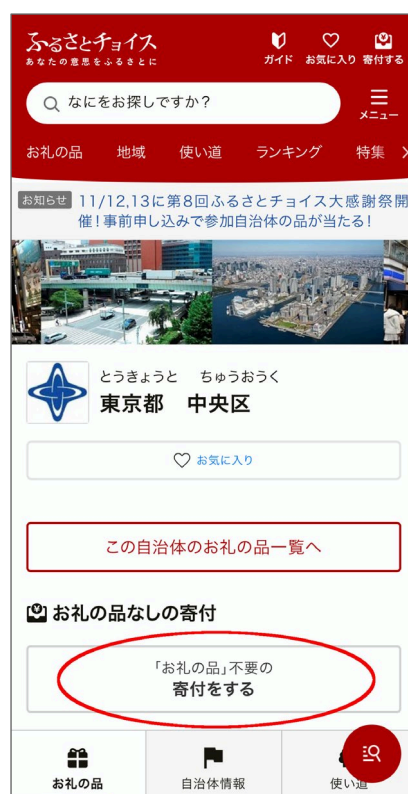 ふるさとチョイス
あなたの意思をふるさとに
ガイド お気に入り 寄付する
なにをお探しですか？
メニュー
お礼の品 地域 使い道 ランキング 特集
お知らせ 11/12,13に第8回ふるさとチョイス大感謝祭開
催！事前申し込みで参加自治体の品が当たる！
とうきょうと ちゅうおうく
東京都 中央区
お気に入り
この自治体のお礼の品一覧へ
お礼の品なしの寄付
「お礼の品」不要の
寄付をする
お礼の品 自治体情報 使い道